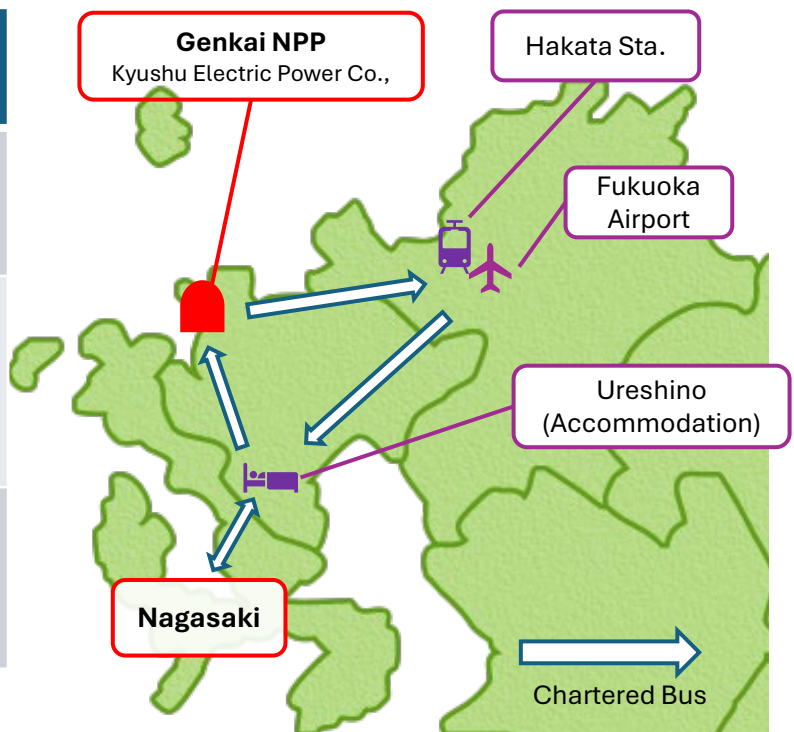 Genkai NPP
Kyushu Electric Power Co.,
Hakata Sta.
Fukuoka
Airport
Ureshino
(Accommodation)
Nagasaki
Chartered Bus